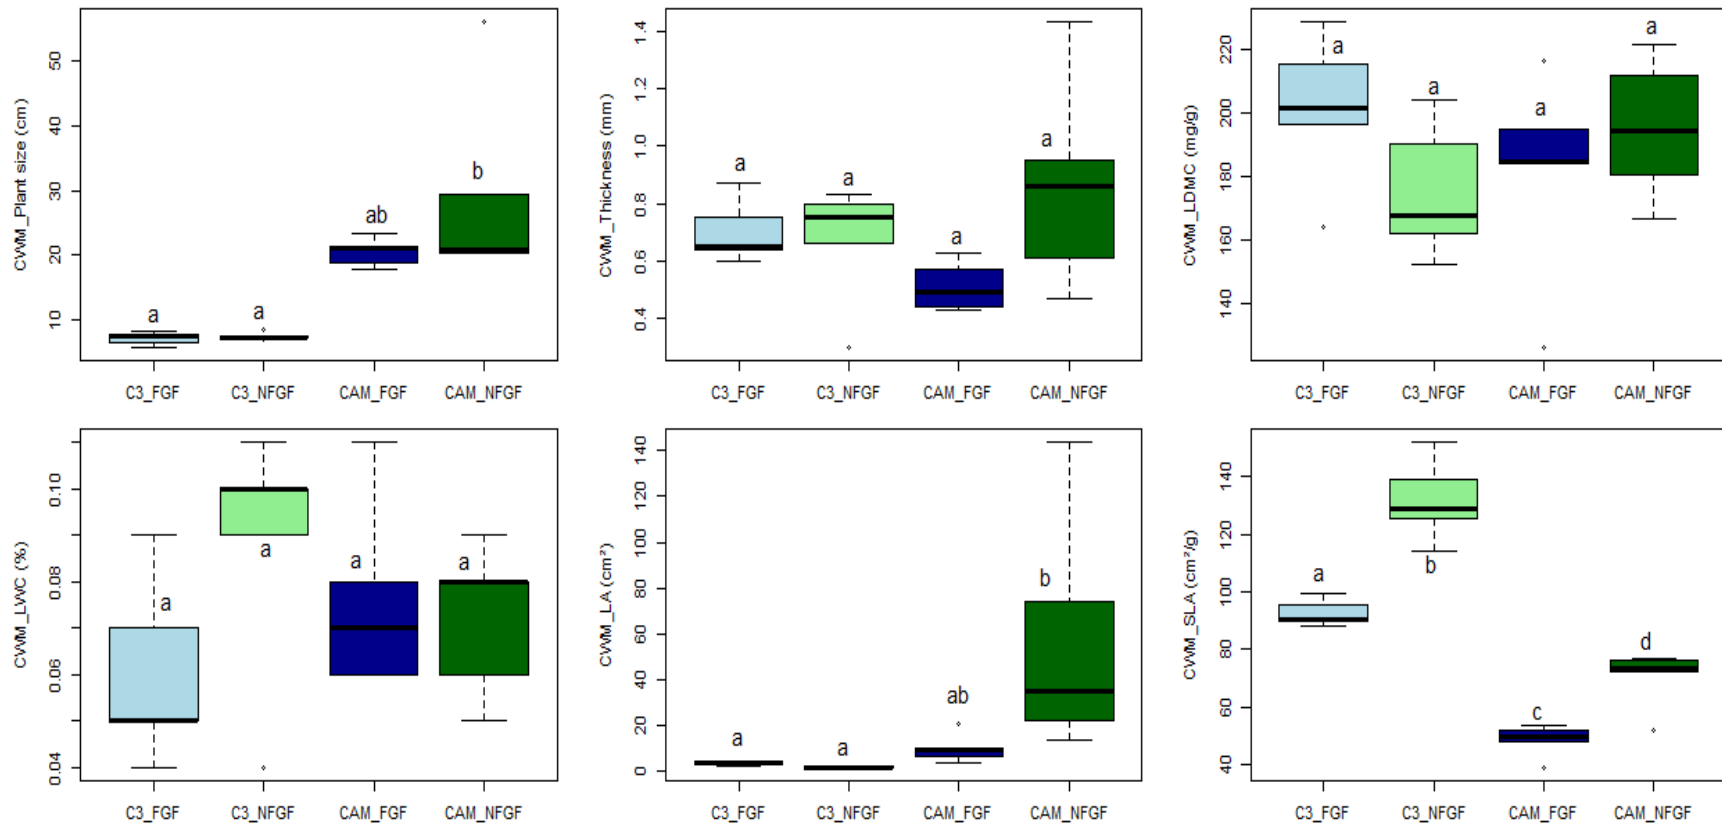 CWM_Plant size (cm)
50
40
30
20
10
a
a
ab
b
C3_FGF C3_NFGF CAM_FGF CAM_NFGF
CWM_Thickness (mm)
1.4
1.2
1.0
0.8
0.6
0.4
a
a
a
a
C3_FGF C3_NFGF CAM_FGF CAM_NFGF
CWM_LDMC (mg/g)
220
200
180
160
140
a
a
a
a
C3_FGF C3_NFGF CAM_FGF CAM_NFGF
CWM_LWC (%)
0.10
0.08
0.06
0.04
a
a
a
a
C3_FGF C3_NFGF CAM_FGF CAM_NFGF
CWM_LA (cm²)
140
120
100
80
60
40
20
0
a
a
ab
b
C3_FGF C3_NFGF CAM_FGF CAM_NFGF
CWM_SLA (cm²/g)
140
120
100
80
60
40
a
b
c
d
C3_FGF C3_NFGF CAM_FGF CAM_NFGF